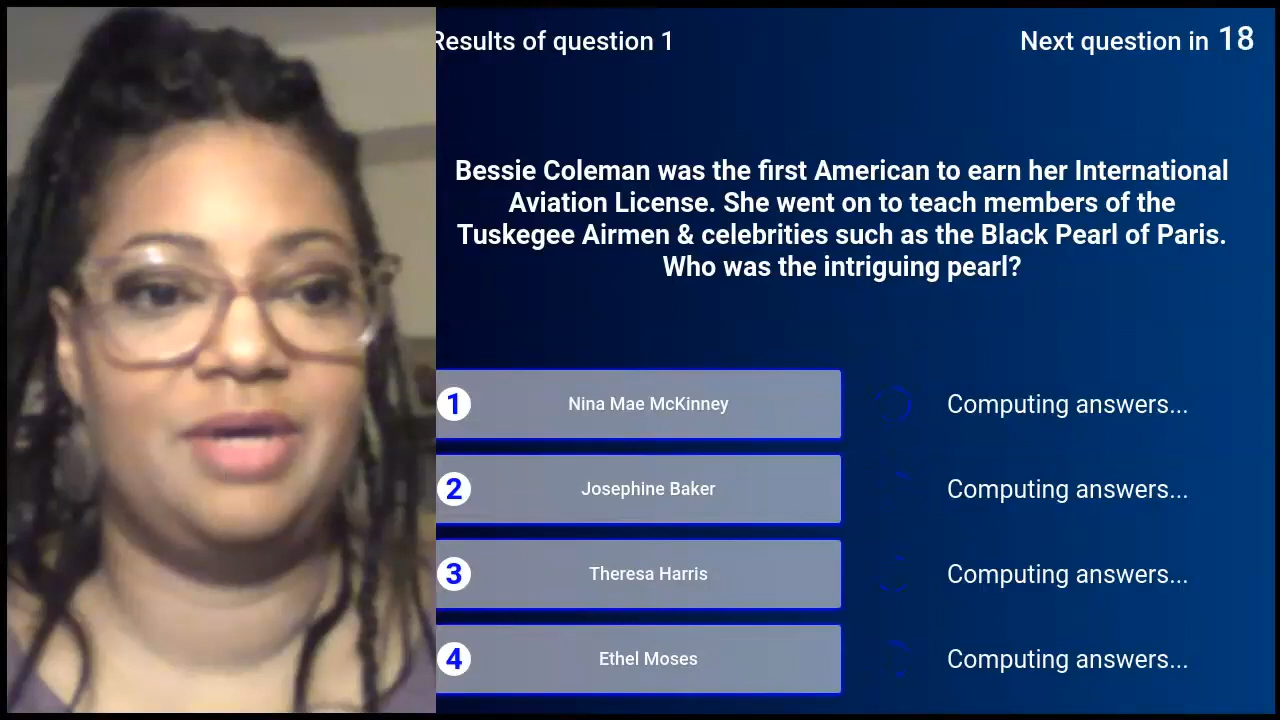 Results of question 1
Next question in 18
Bessie Coleman was the first American to earn her International
Aviation License. She went on to teach members of the
Tuskegee Airmen & celebrities such as the Black Pearl of Paris.
Who was the intriguing pearl?
1 Nina Mae McKinney Computing answers...
2 Josephine Baker Computing answers...
3 Theresa Harris Computing answers...
4 Ethel Moses Computing answers...